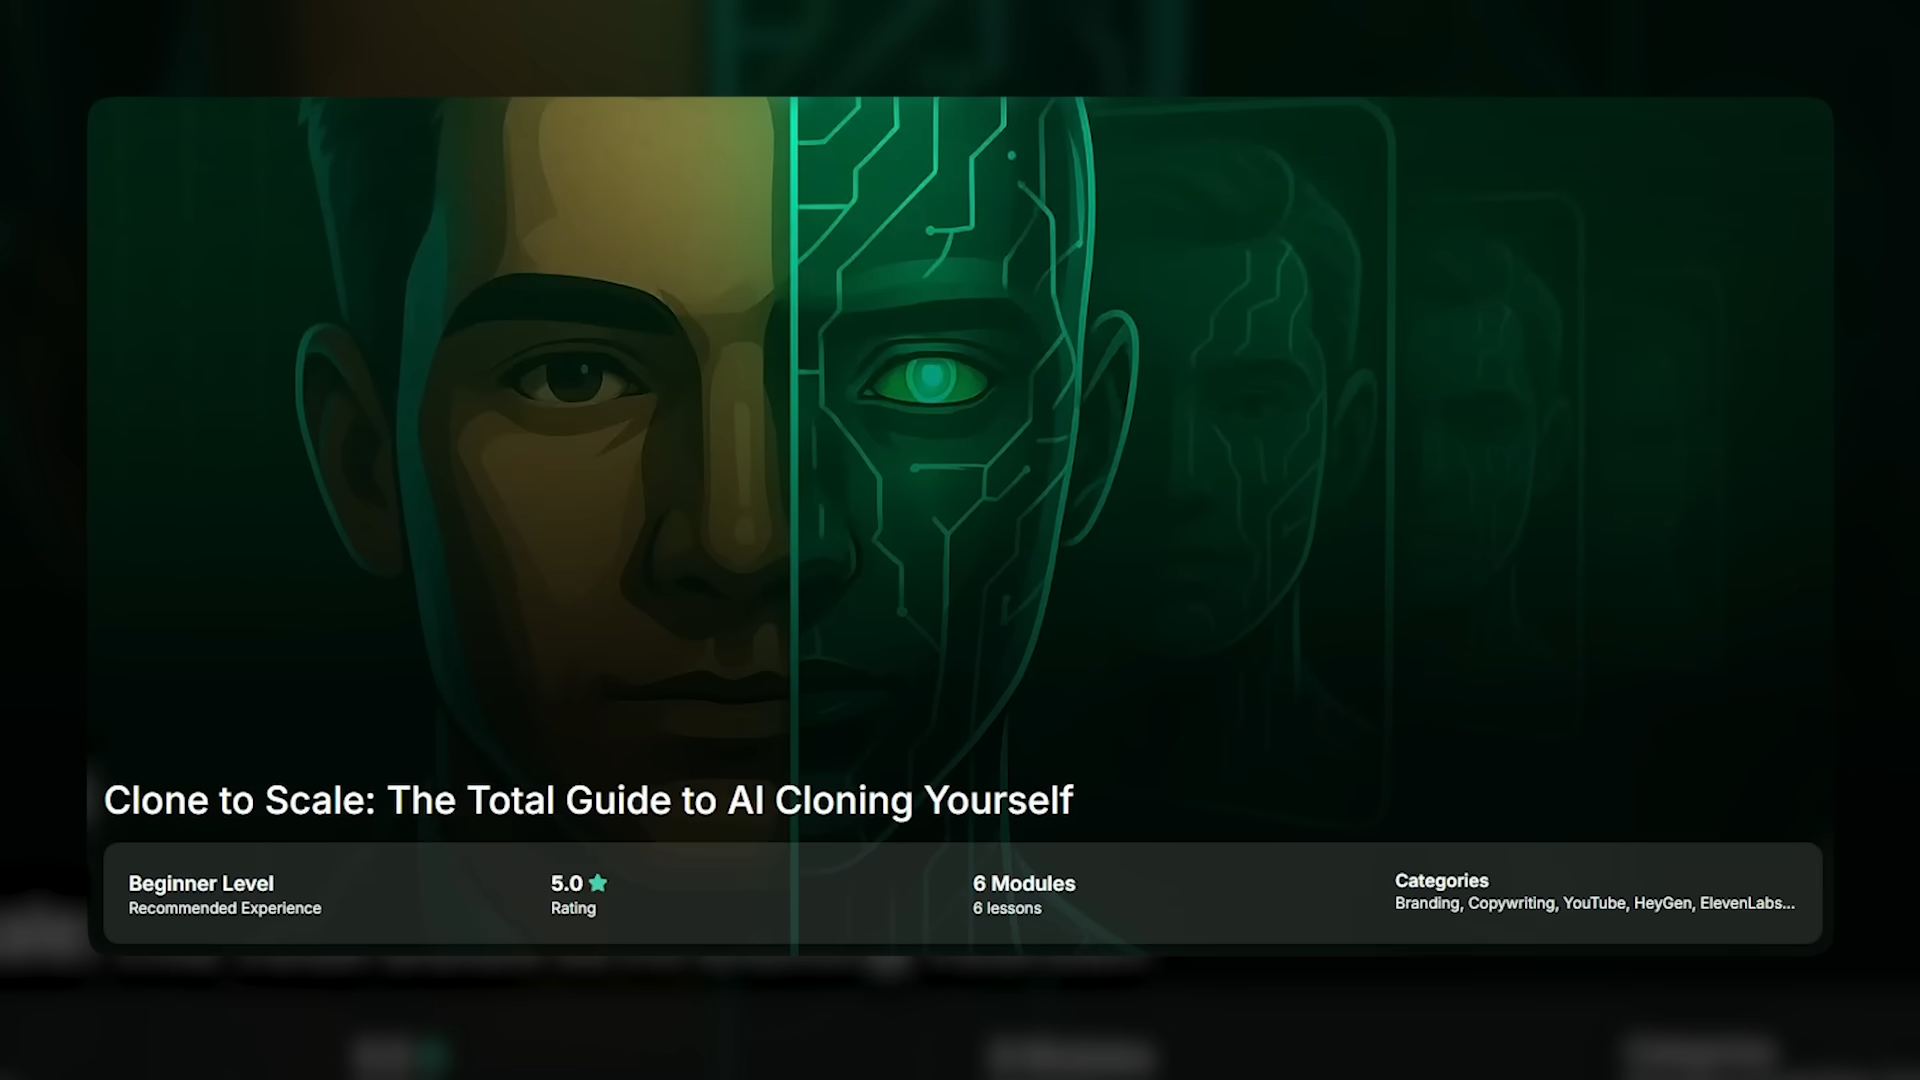 Clone to Scale: The Total Guide to AI Cloning Yourself
Beginner Level
Recommended Experience
5.0
Rating
6 Modules
6 lessons
Categories
Branding, Copywriting, YouTube, HeyGen, ElevenLabs...